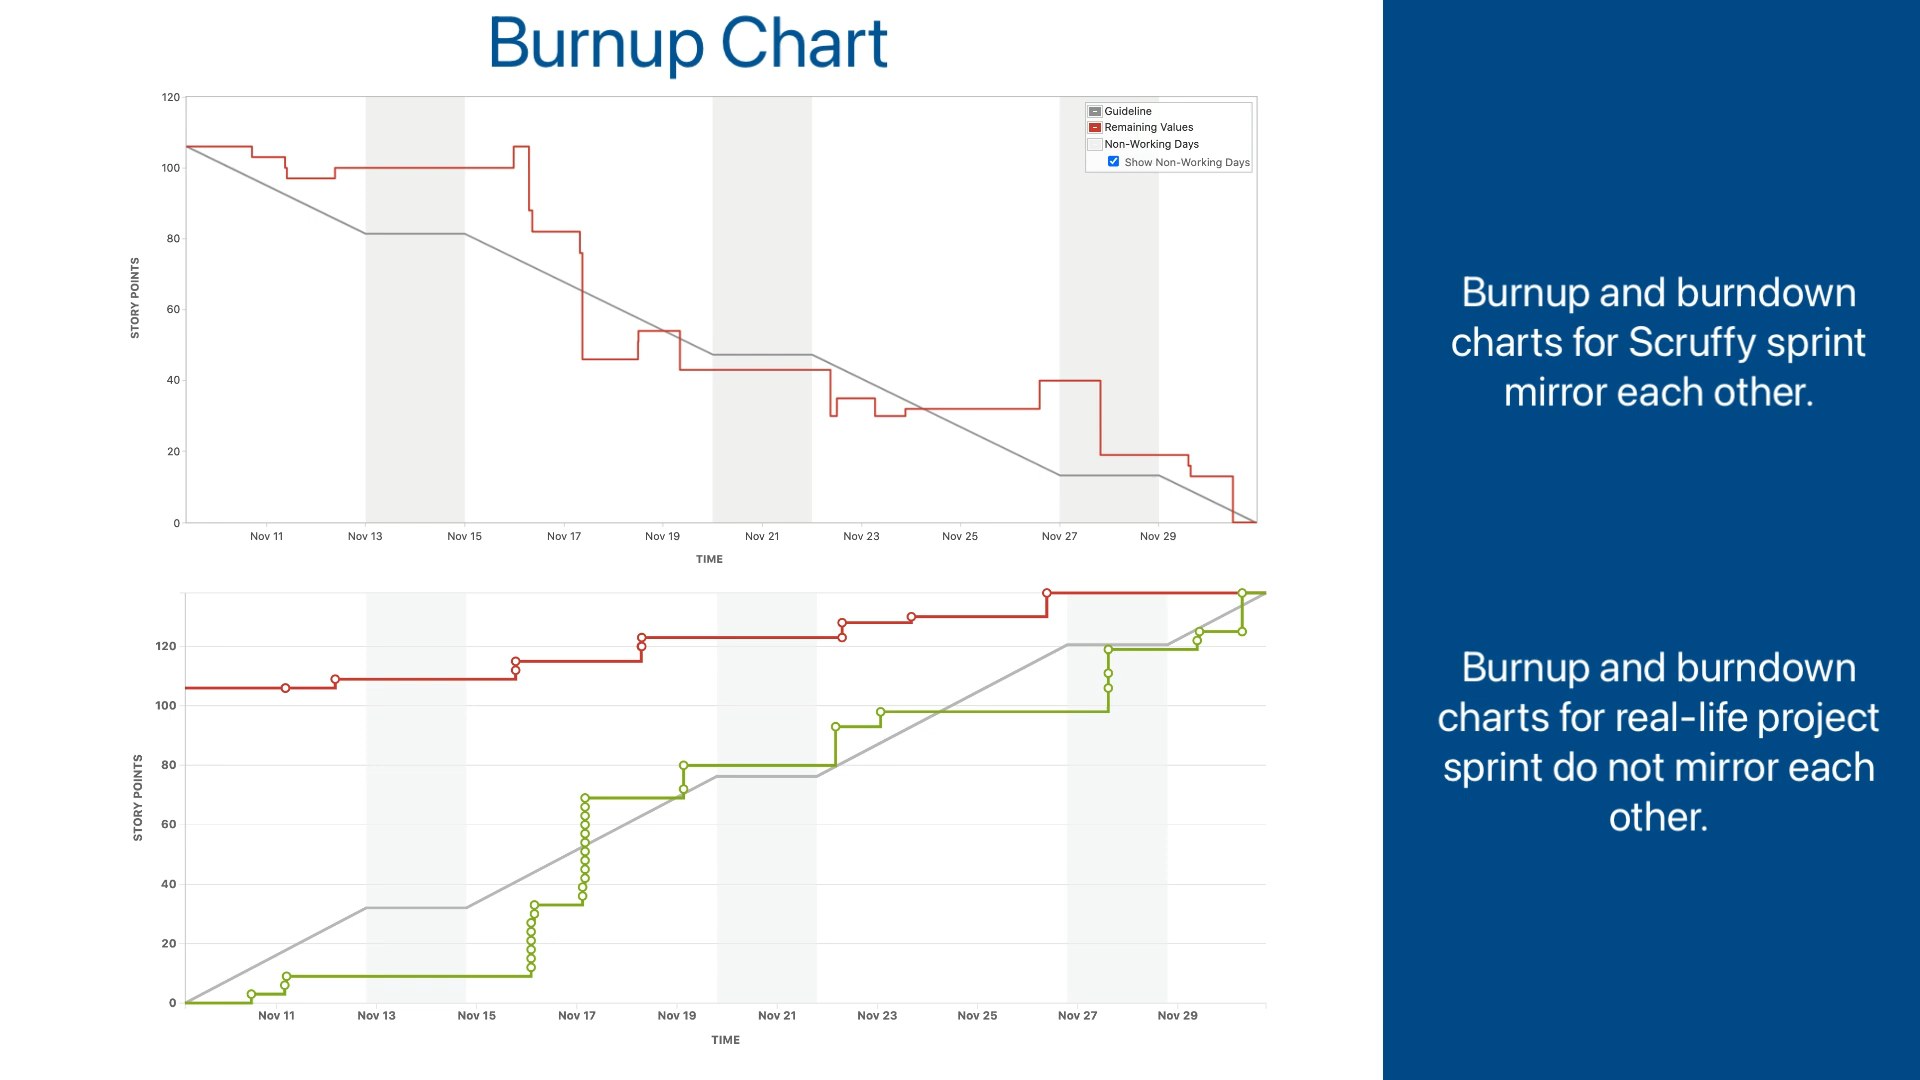 Burnup Chart
120
100
80
60
40
20
0
STORY POINTS
Guideline
Remaining Values
Non-Working Days
Show Non-Working Days
Nov 11 Nov 13 Nov 15 Nov 17 Nov 19 Nov 21 Nov 23 Nov 25 Nov 27 Nov 29
TIME
120
100
80
60
40
20
0
STORY POINTS
Nov 11 Nov 13 Nov 15 Nov 17 Nov 19 Nov 21 Nov 23 Nov 25 Nov 27 Nov 29
TIME
Burnup and burndown
charts for Scruffy sprint
mirror each other.
Burnup and burndown
charts for real-life project
sprint do not mirror each
other.